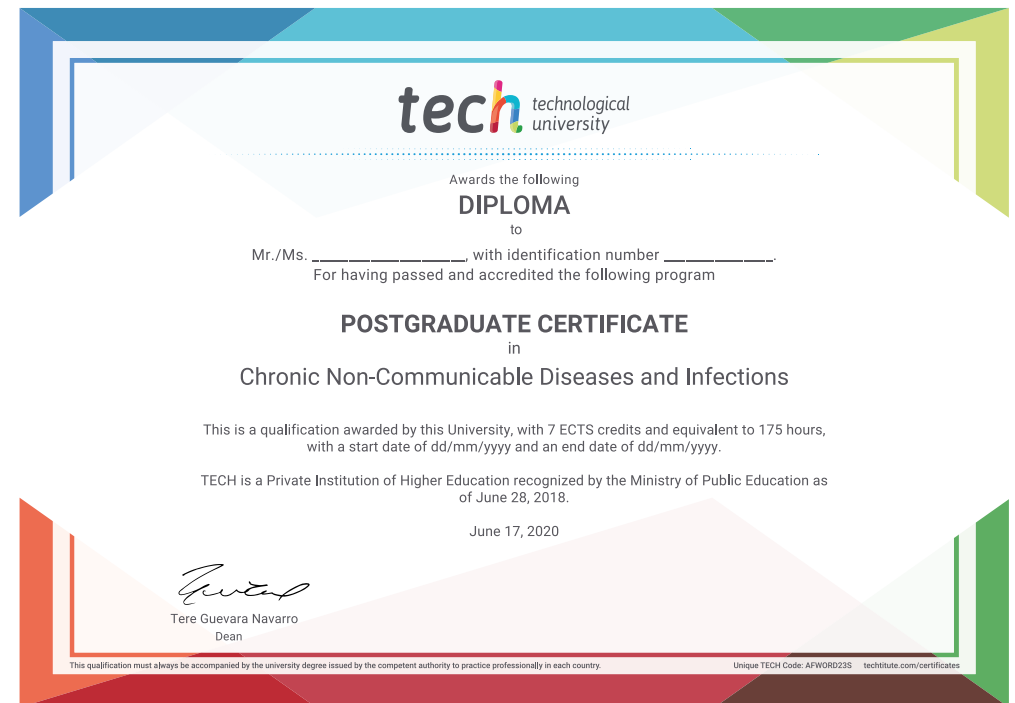 tech technological
university
Awards the following
DIPLOMA
to
Mr./Ms. _________________, with identification number ____________.
For having passed and accredited the following program
POSTGRADUATE CERTIFICATE
in
Chronic Non-Communicable Diseases and Infections
This is a qualification awarded by this University, with 7 ECTS credits and equivalent to 175 hours,
with a start date of dd/mm/yyyy and an end date of dd/mm/yyyy.
TECH is a Private Institution of Higher Education recognized by the Ministry of Public Education as
of June 28, 2018.
June 17, 2020
Tere Guevara Navarro
Dean
This qualification must always be accompanied by the university degree issued by the competent authority to practice professionally in each country.
Unique TECH Code: AFWORD23S techtitute.com/certificates